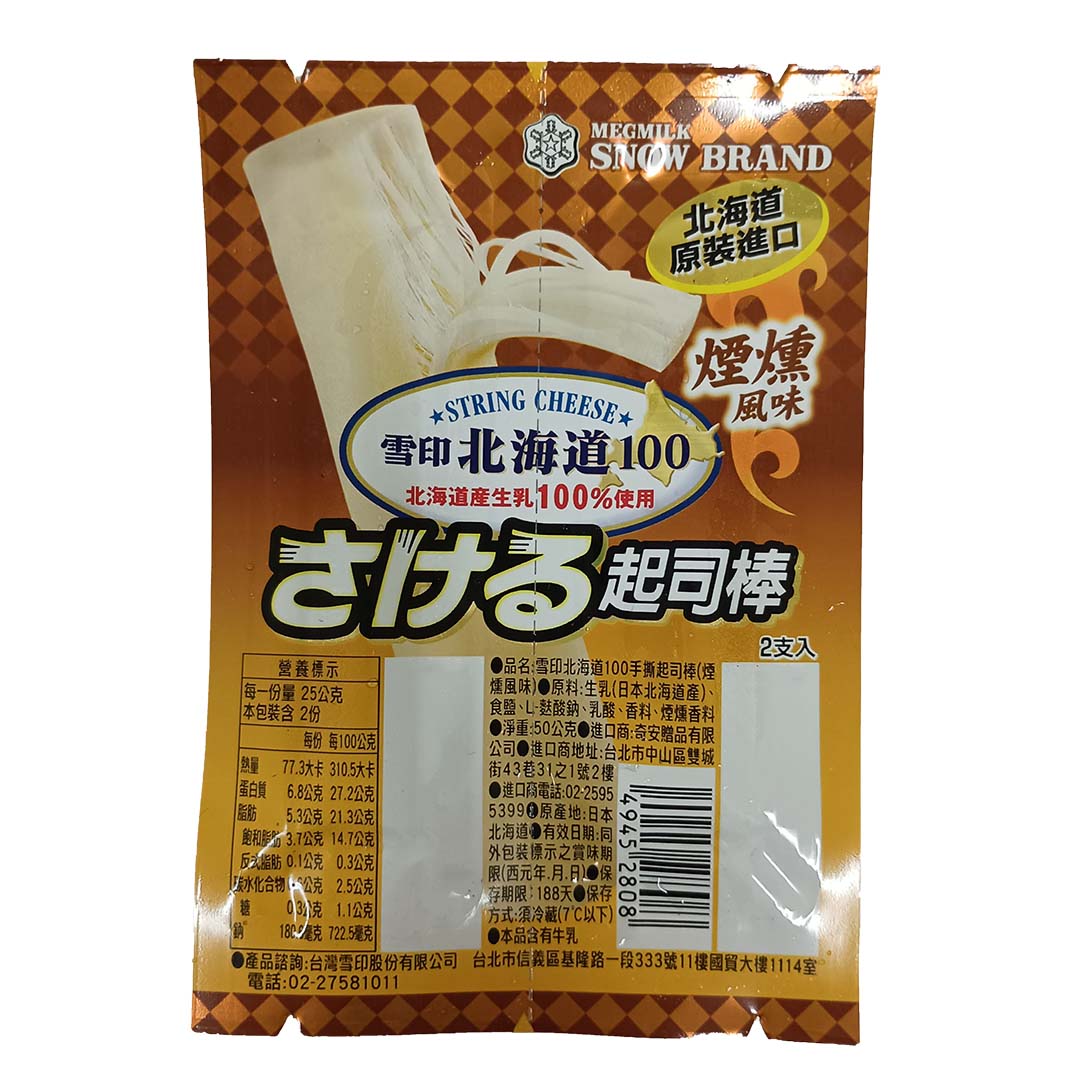 MEGMILK
SNOW BRAND
北海道
原裝進口
煙燻
風味
★STRING CHEESE★
雪印 北海道100
北海道産生乳100%使用
さける起司棒
2支入
營養標示
每一份量 25公克
本包裝含 2份
每份 每100公克
熱量 77.3大卡 310.5大卡
蛋白質 6.8公克 27.2公克
脂肪 5.3公克 21.3公克
飽和脂肪 3.7公克 14.7公克
反式脂肪 0.1公克 0.3公克
碳水化合物 公克 2.5公克
糖 0.3公克 1.1公克
鈉 毫克 722.5毫克
●品名:雪印北海道100手撕起司棒(煙
燻風味)●原料:生乳(日本北海道產)、
食鹽、L-麩酸鈉、乳酸、香料、煙燻香料
●淨重:50公克●進口商:奇安贈品有限
公司●進口商地址:台北市中山區雙城
街43巷31之1號2樓
●進口商電話:02-2595
5399●原產地:日本
北海道●有效日期:同
外包裝標示之賞味期
限(西元年.月.日)●保
存期限:188天●保存
方式:須冷藏(7℃以下)
●本品含有牛乳
4945 2808
●產品諮詢:台灣雪印股份有限公司 台北市信義區基隆路一段333號11樓國貿大樓1114室
電話:02-27581011